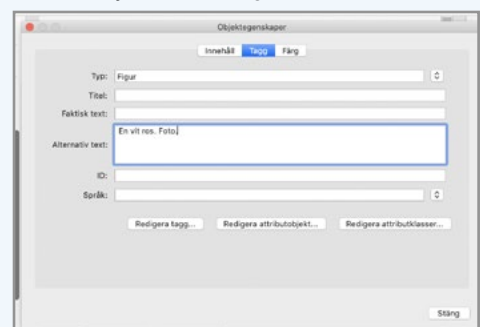 Objektegenskaper
Innehåll Tagg Färg
Typ: Figur
Titel:
Faktisk text:
Alternativ text: En vit ros. Foto.
ID:
Språk:
Redigera tagg... Redigera attributobjekt... Redigera attributklasser...
Stäng